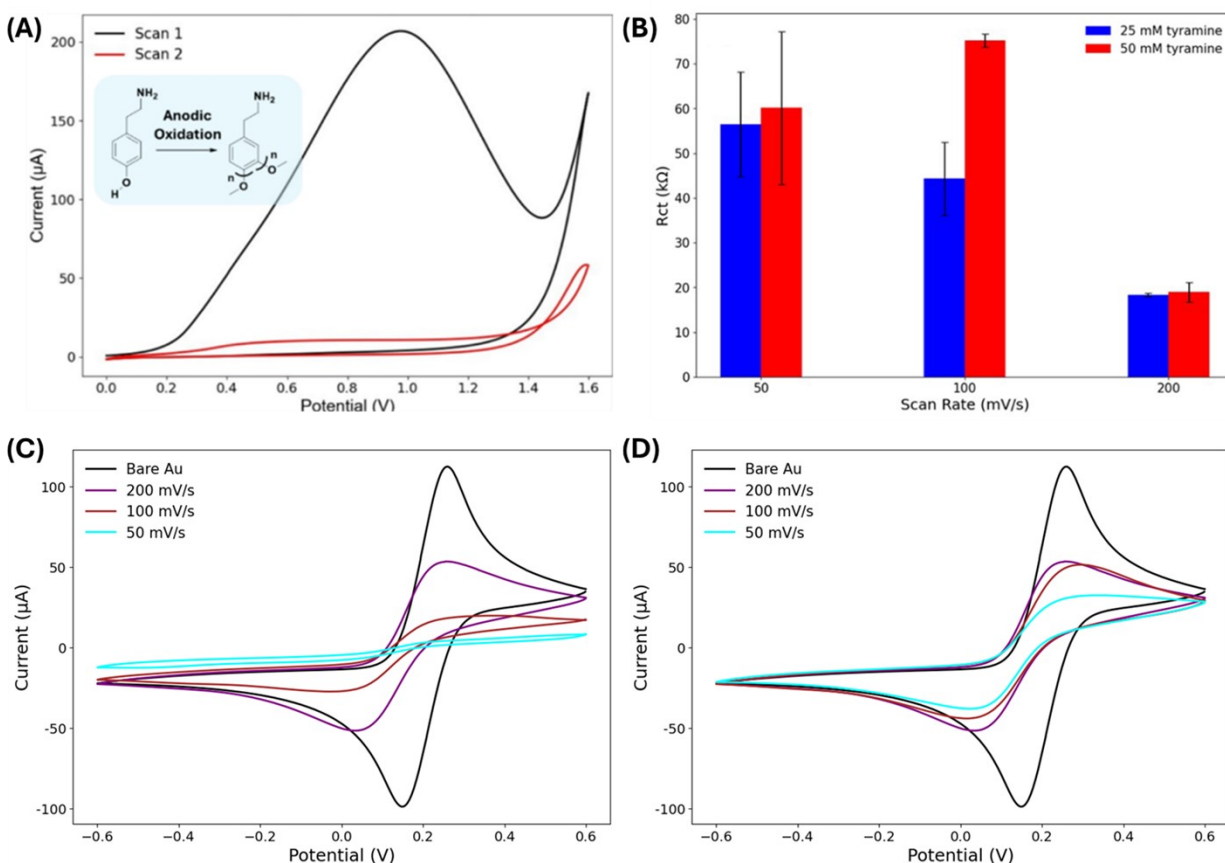 (A)
Scan 1
Scan 2
NH2
NH2
Anodic
Oxidation
O
H
n
O
n
O
Current (µA)
200
150
100
50
0
0.0 0.2 0.4 0.6 0.8 1.0 1.2 1.4 1.6
Potential (V)
(B)
25 mM tyramine
50 mM tyramine
Rct (kΩ)
80
70
60
50
40
30
20
10
0
50 100 200
Scan Rate (mV/s)
(C)
Bare Au
200 mV/s
100 mV/s
50 mV/s
Current (µA)
100
50
0
-50
-100
−0.6 −0.4 −0.2 0.0 0.2 0.4 0.6
Potential (V)
(D)
Bare Au
200 mV/s
100 mV/s
50 mV/s
Current (µA)
100
50
0
-50
-100
−0.6 −0.4 −0.2 0.0 0.2 0.4 0.6
Potential (V)